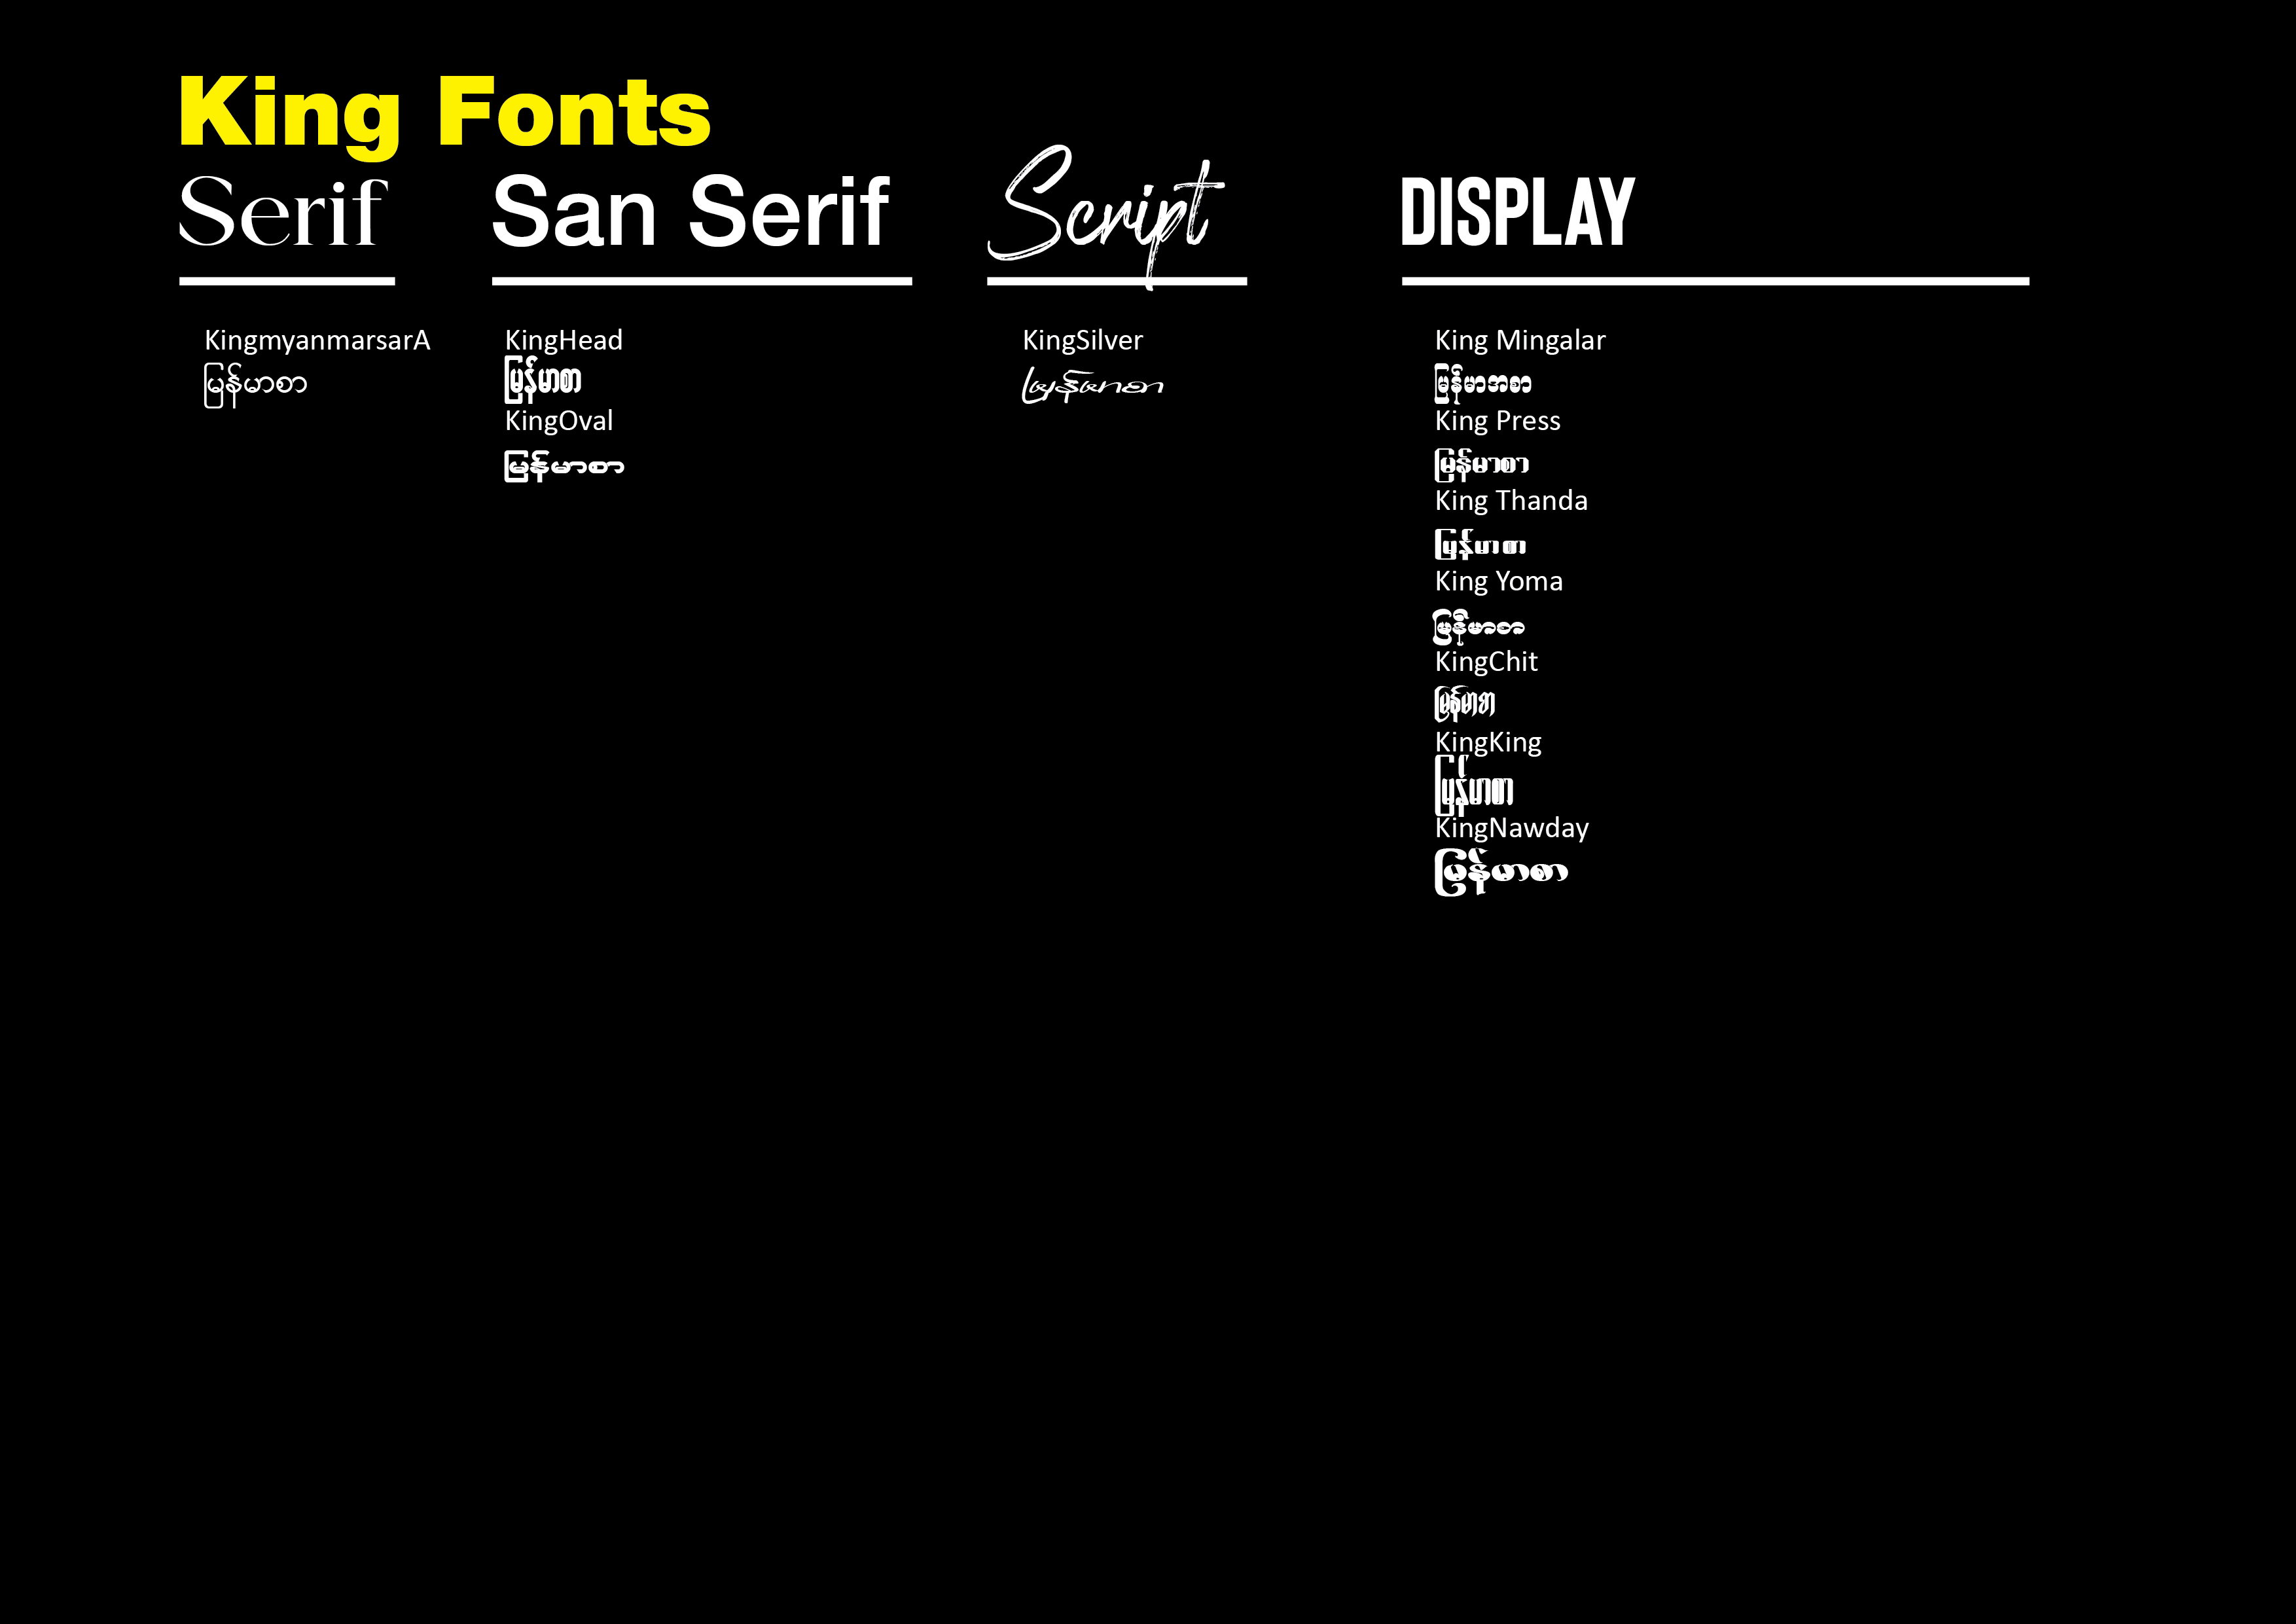 King Fonts
Serif
KingmyanmarsarA
မြန်မာစာ
San Serif
KingHead
မြန်မာစာ
KingOval
မြန်မာစာ
Script
KingSilver
မြန်မာစာ
DISPLAY
King Mingalar
မြန်မာအစာ
King Press
မြန်မာစာ
King Thanda
မြန်မာစာ
King Yoma
မြန်မာစာ
KingChit
မြန်မာစာ
KingKing
မြန်မာစာ
KingNawday
မြန်မာစာ